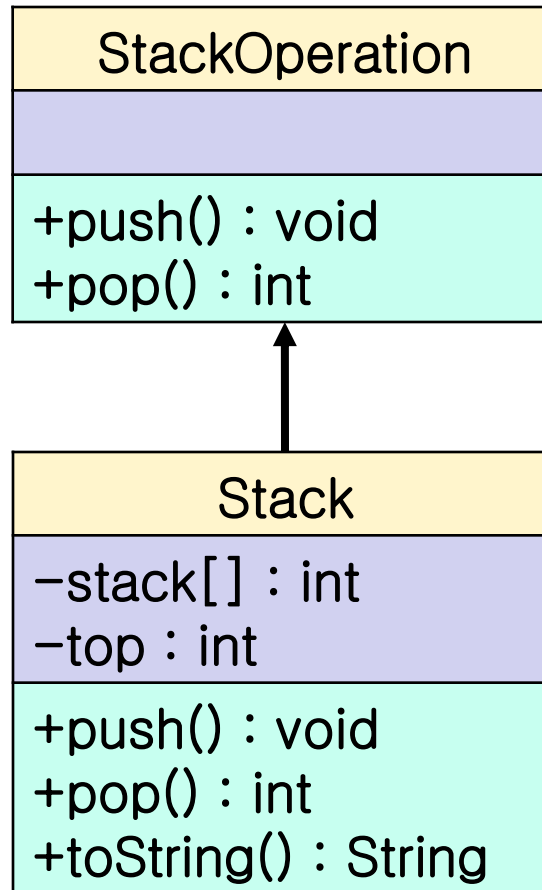 StackOperation
+push() : void
+pop() : int
Stack
-stack[] : int
-top : int
+push() : void
+pop() : int
+toString() : String